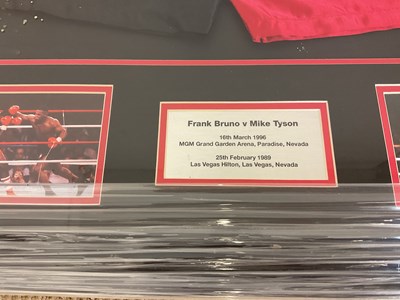 Frank Bruno v Mike Tyson
16th March 1996
MGM Grand Garden Arena, Paradise, Nevada
25th February 1989
Las Vegas Hilton, Las Vegas, Nevada